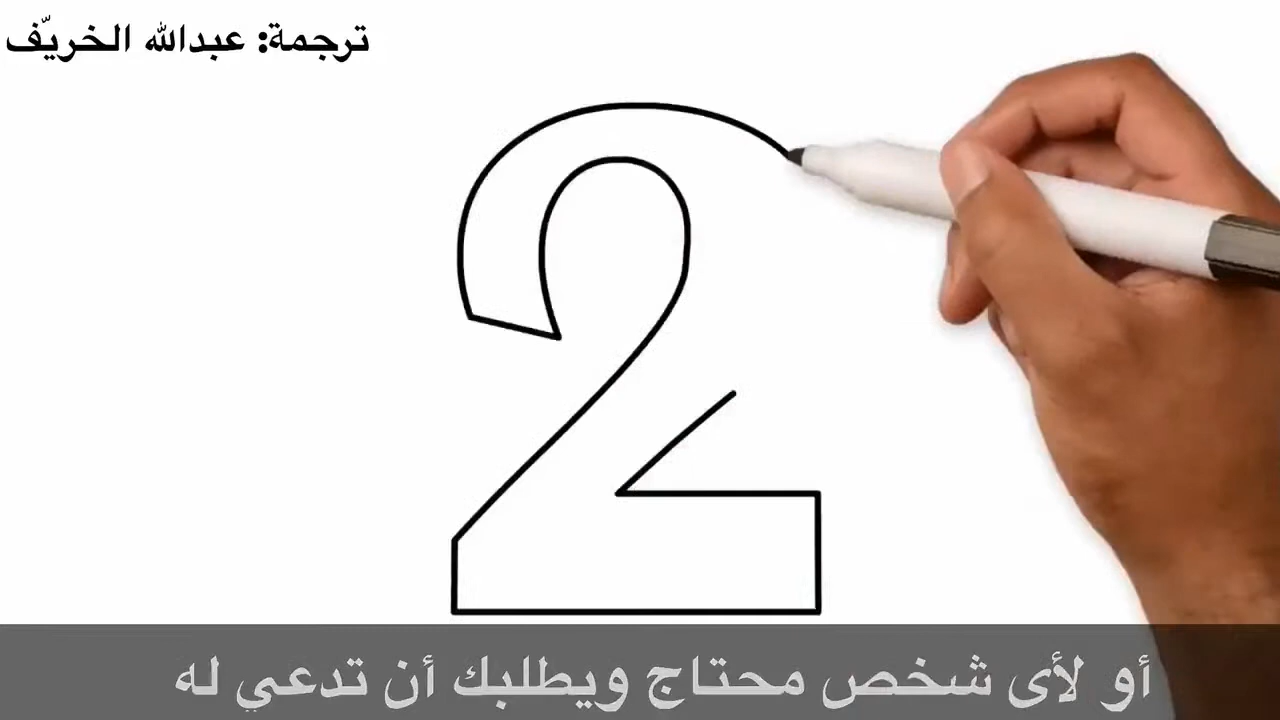 ترجمة: عبدالله الخريّف
2
أو لأى شخص محتاج ويطلبك أن تدعي له